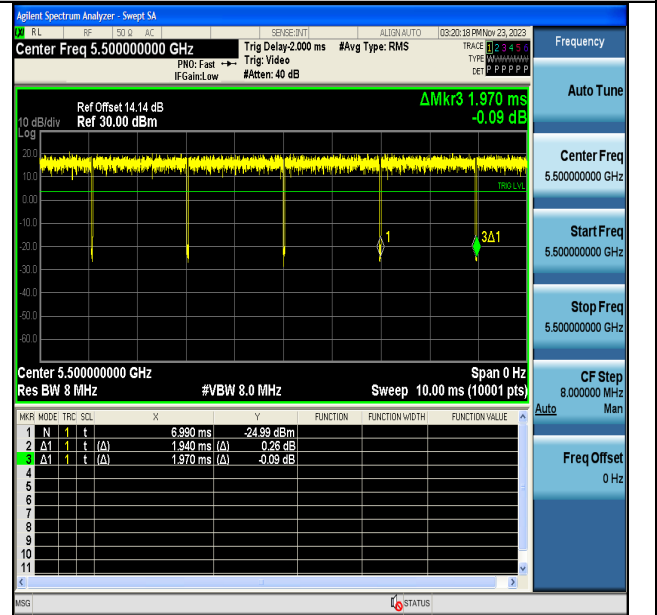 Agilent Spectrum Analyzer - Swept SA
RL RF 50 Ω AC SENSE:INT ALIGN AUTO 03:20:18 PM Nov 23, 2023
Center Freq 5.500000000 GHz
Trig Delay-2.000 ms #Avg Type: RMS
TRACE 1 2 3 4 5 6
PNO: Fast Trig: Video
TYPE W
IFGain:Low #Atten: 40 dB
DET P P P P P P
Frequency
Auto Tune
Center Freq
5.500000000 GHz
Start Freq
5.500000000 GHz
Stop Freq
5.500000000 GHz
CF Step
8.000000 MHz
Auto Man
Freq Offset
0 Hz
ΔMkr3 1.970 ms
-0.09 dB
Ref Offset 14.14 dB
10 dB/div Ref 30.00 dBm
Log
20.0
10.0
TRIG LVL
0.00
-10.0
1
3Δ1
-20.0
-30.0
-40.0
-50.0
-60.0
Center 5.500000000 GHz Span 0 Hz
Res BW 8 MHz #VBW 8.0 MHz Sweep 10.00 ms (10001 pts)
MKR MODE TRC SCL X Y FUNCTION FUNCTION WIDTH FUNCTION VALUE
1 N 1 t 6.990 ms -24.99 dBm
2 Δ1 1 t (Δ) 1.940 ms (Δ) 0.26 dB
3 Δ1 1 t (Δ) 1.970 ms (Δ) -0.09 dB
4
5
6
7
8
9
10
11
MSG STATUS